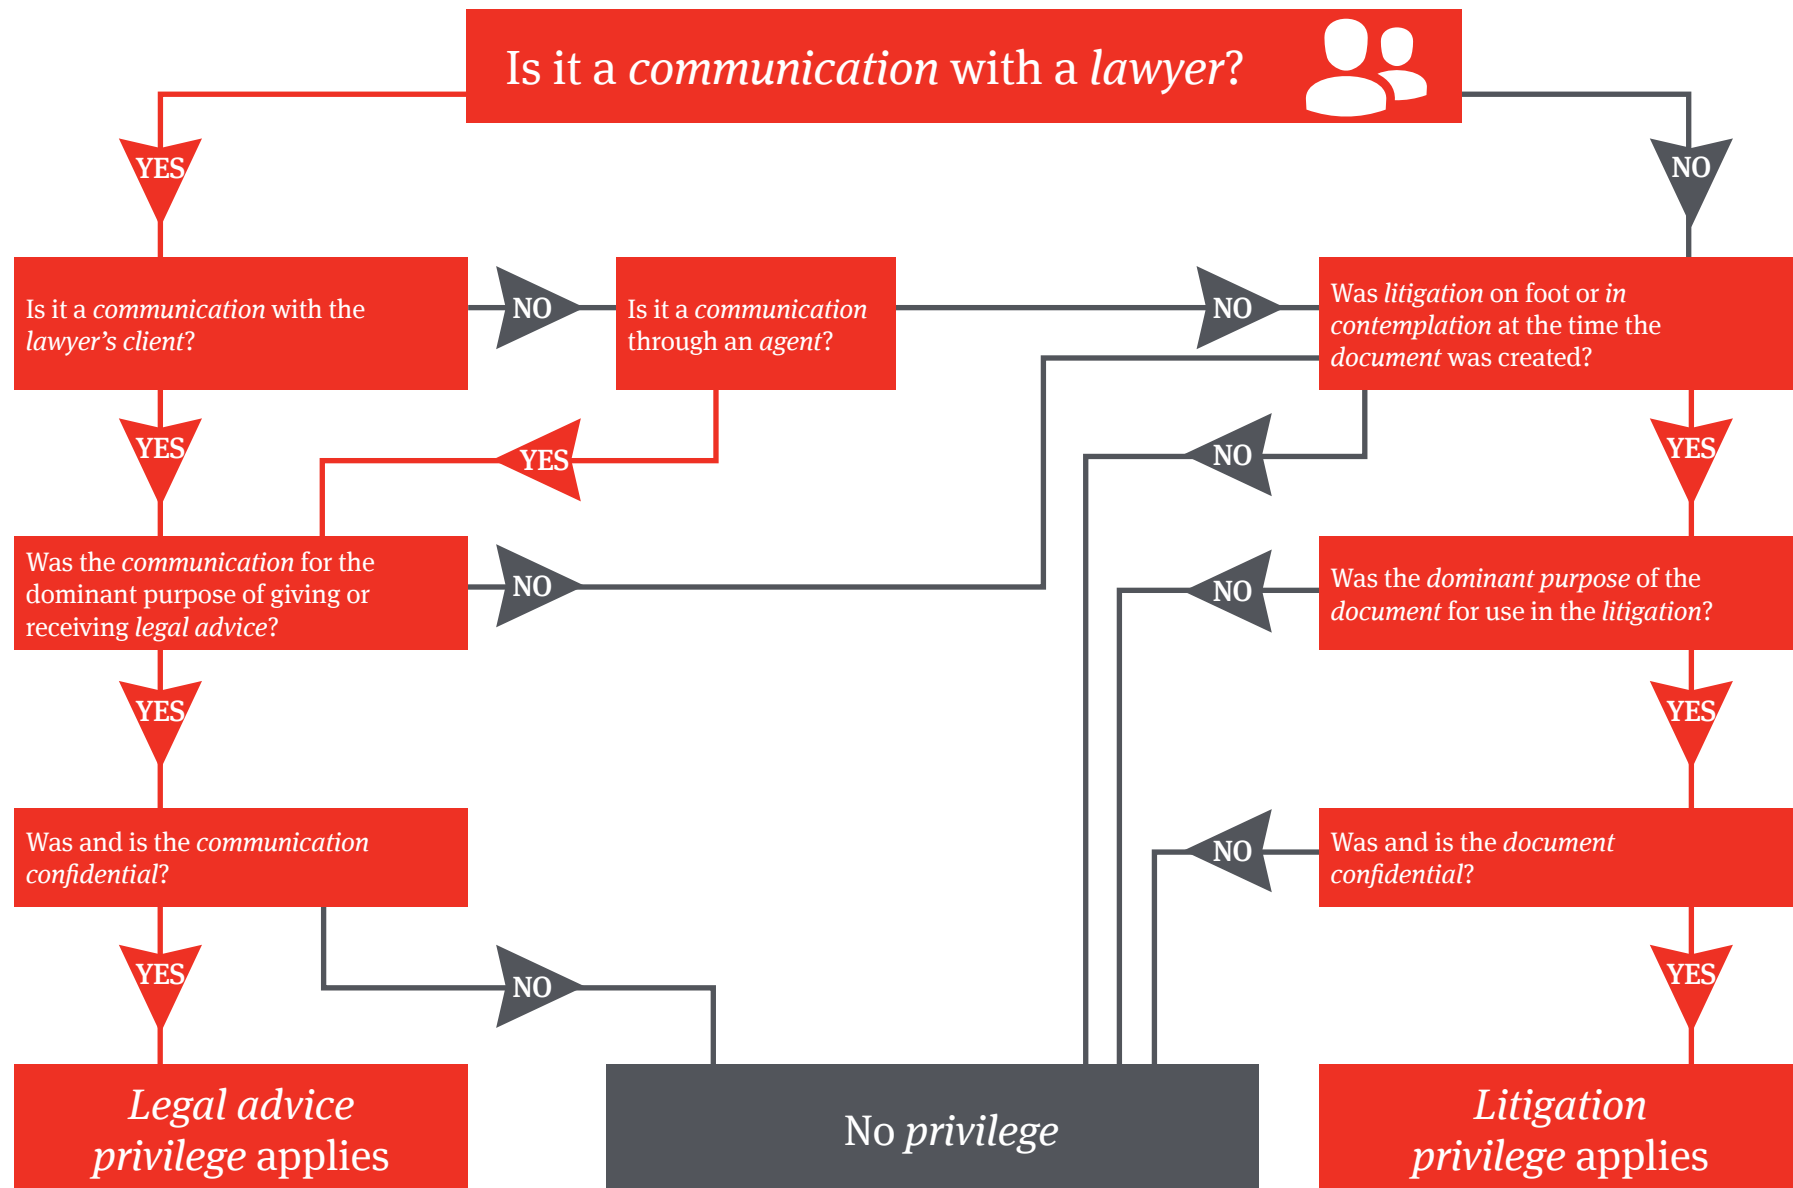 Is it a communication with a lawyer?
YES
NO
Is it a communication with the
lawyer’s client?
NO
Is it a communication
through an agent?
NO
Was litigation on foot or in
contemplation at the time the
document was created?
YES
YES
NO
YES
Was the communication for the
dominant purpose of giving or
receiving legal advice?
NO
NO
Was the dominant purpose of the
document for use in the litigation?
YES
YES
Was and is the communication
confidential?
NO
Was and is the document
confidential?
YES
NO
YES
Legal advice
privilege applies
No privilege
Litigation
privilege applies